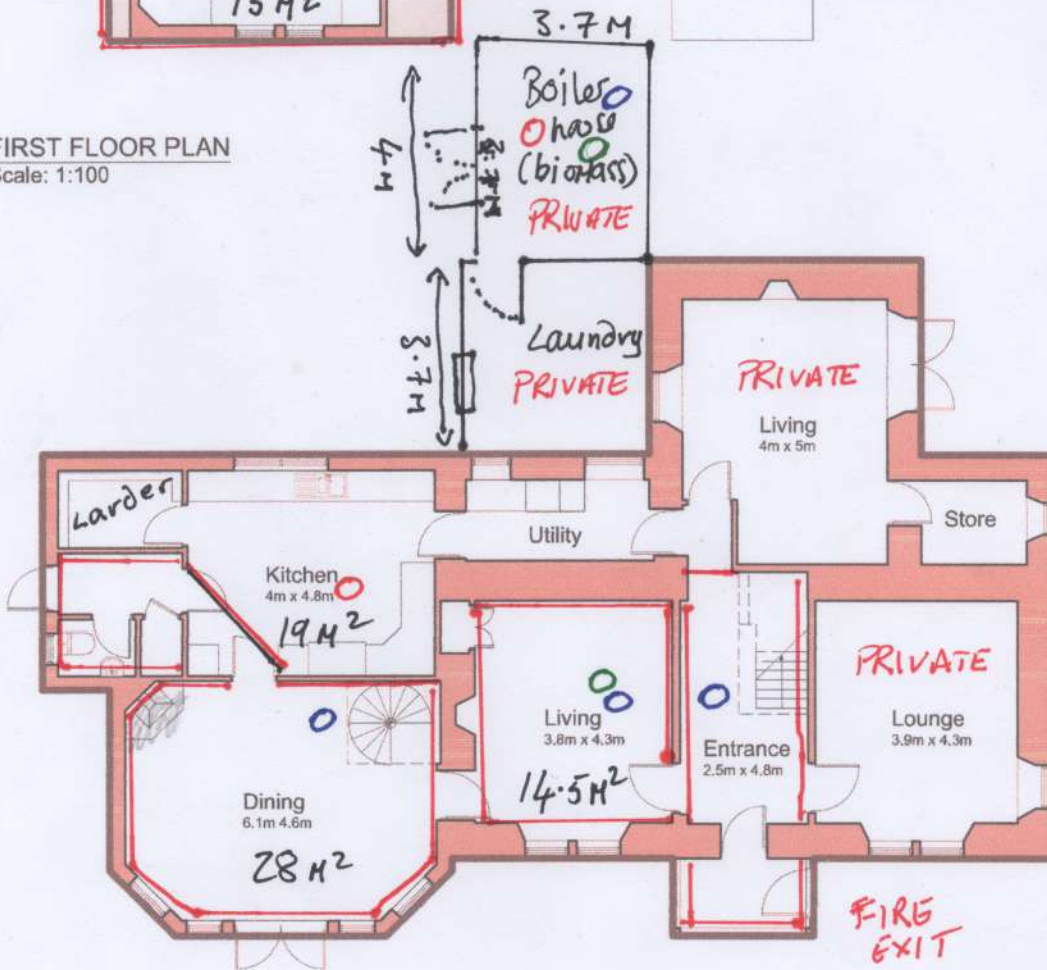 15 M²
3.7 M
FIRST FLOOR PLAN
Scale: 1:100
4M
Boiler
house
(biomass)
PRIVATE
3.7M
Laundry
PRIVATE
PRIVATE
Living
4m x 5m
Larder
Utility
Store
Kitchen
4m x 4.8m
19 M²
PRIVATE
Living
3.8m x 4.3m
14.5 M²
Entrance
2.5m x 4.8m
Lounge
3.9m x 4.3m
Dining
6.1m 4.6m
28 M²
FIRE
EXIT